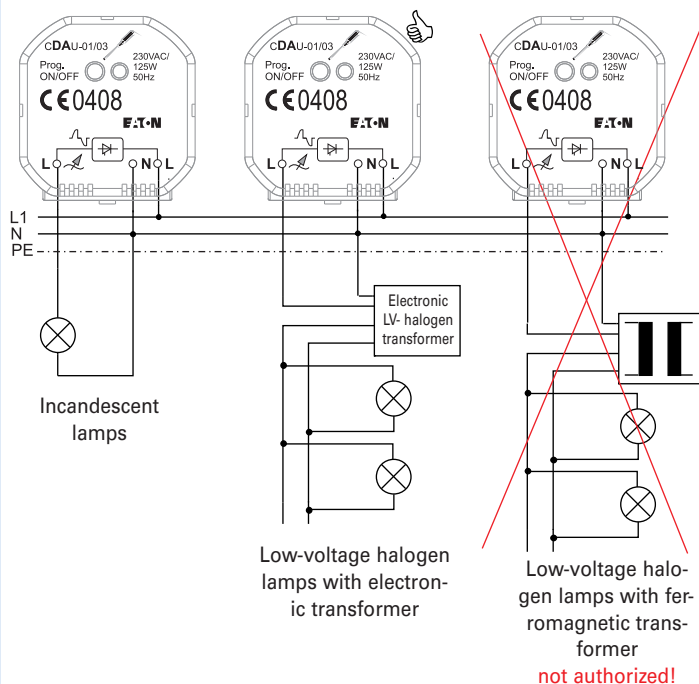 CDAU-01/03
Prog.
ON/OFF
230VAC/
125W
50Hz
CE0408
EATON
L
N
L
CDAU-01/03
Prog.
ON/OFF
230VAC/
125W
50Hz
CE0408
EATON
L
N
L
CDAU-01/03
Prog.
ON/OFF
230VAC/
125W
50Hz
CE0408
EATON
L
N
L
L1
N
PE
Incandescent
lamps
Electronic
LV- halogen
transformer
Low-voltage halogen
lamps with electron-
ic transformer
Low-voltage halo-
gen lamps with fer-
romagnetic trans-
former
not authorized!